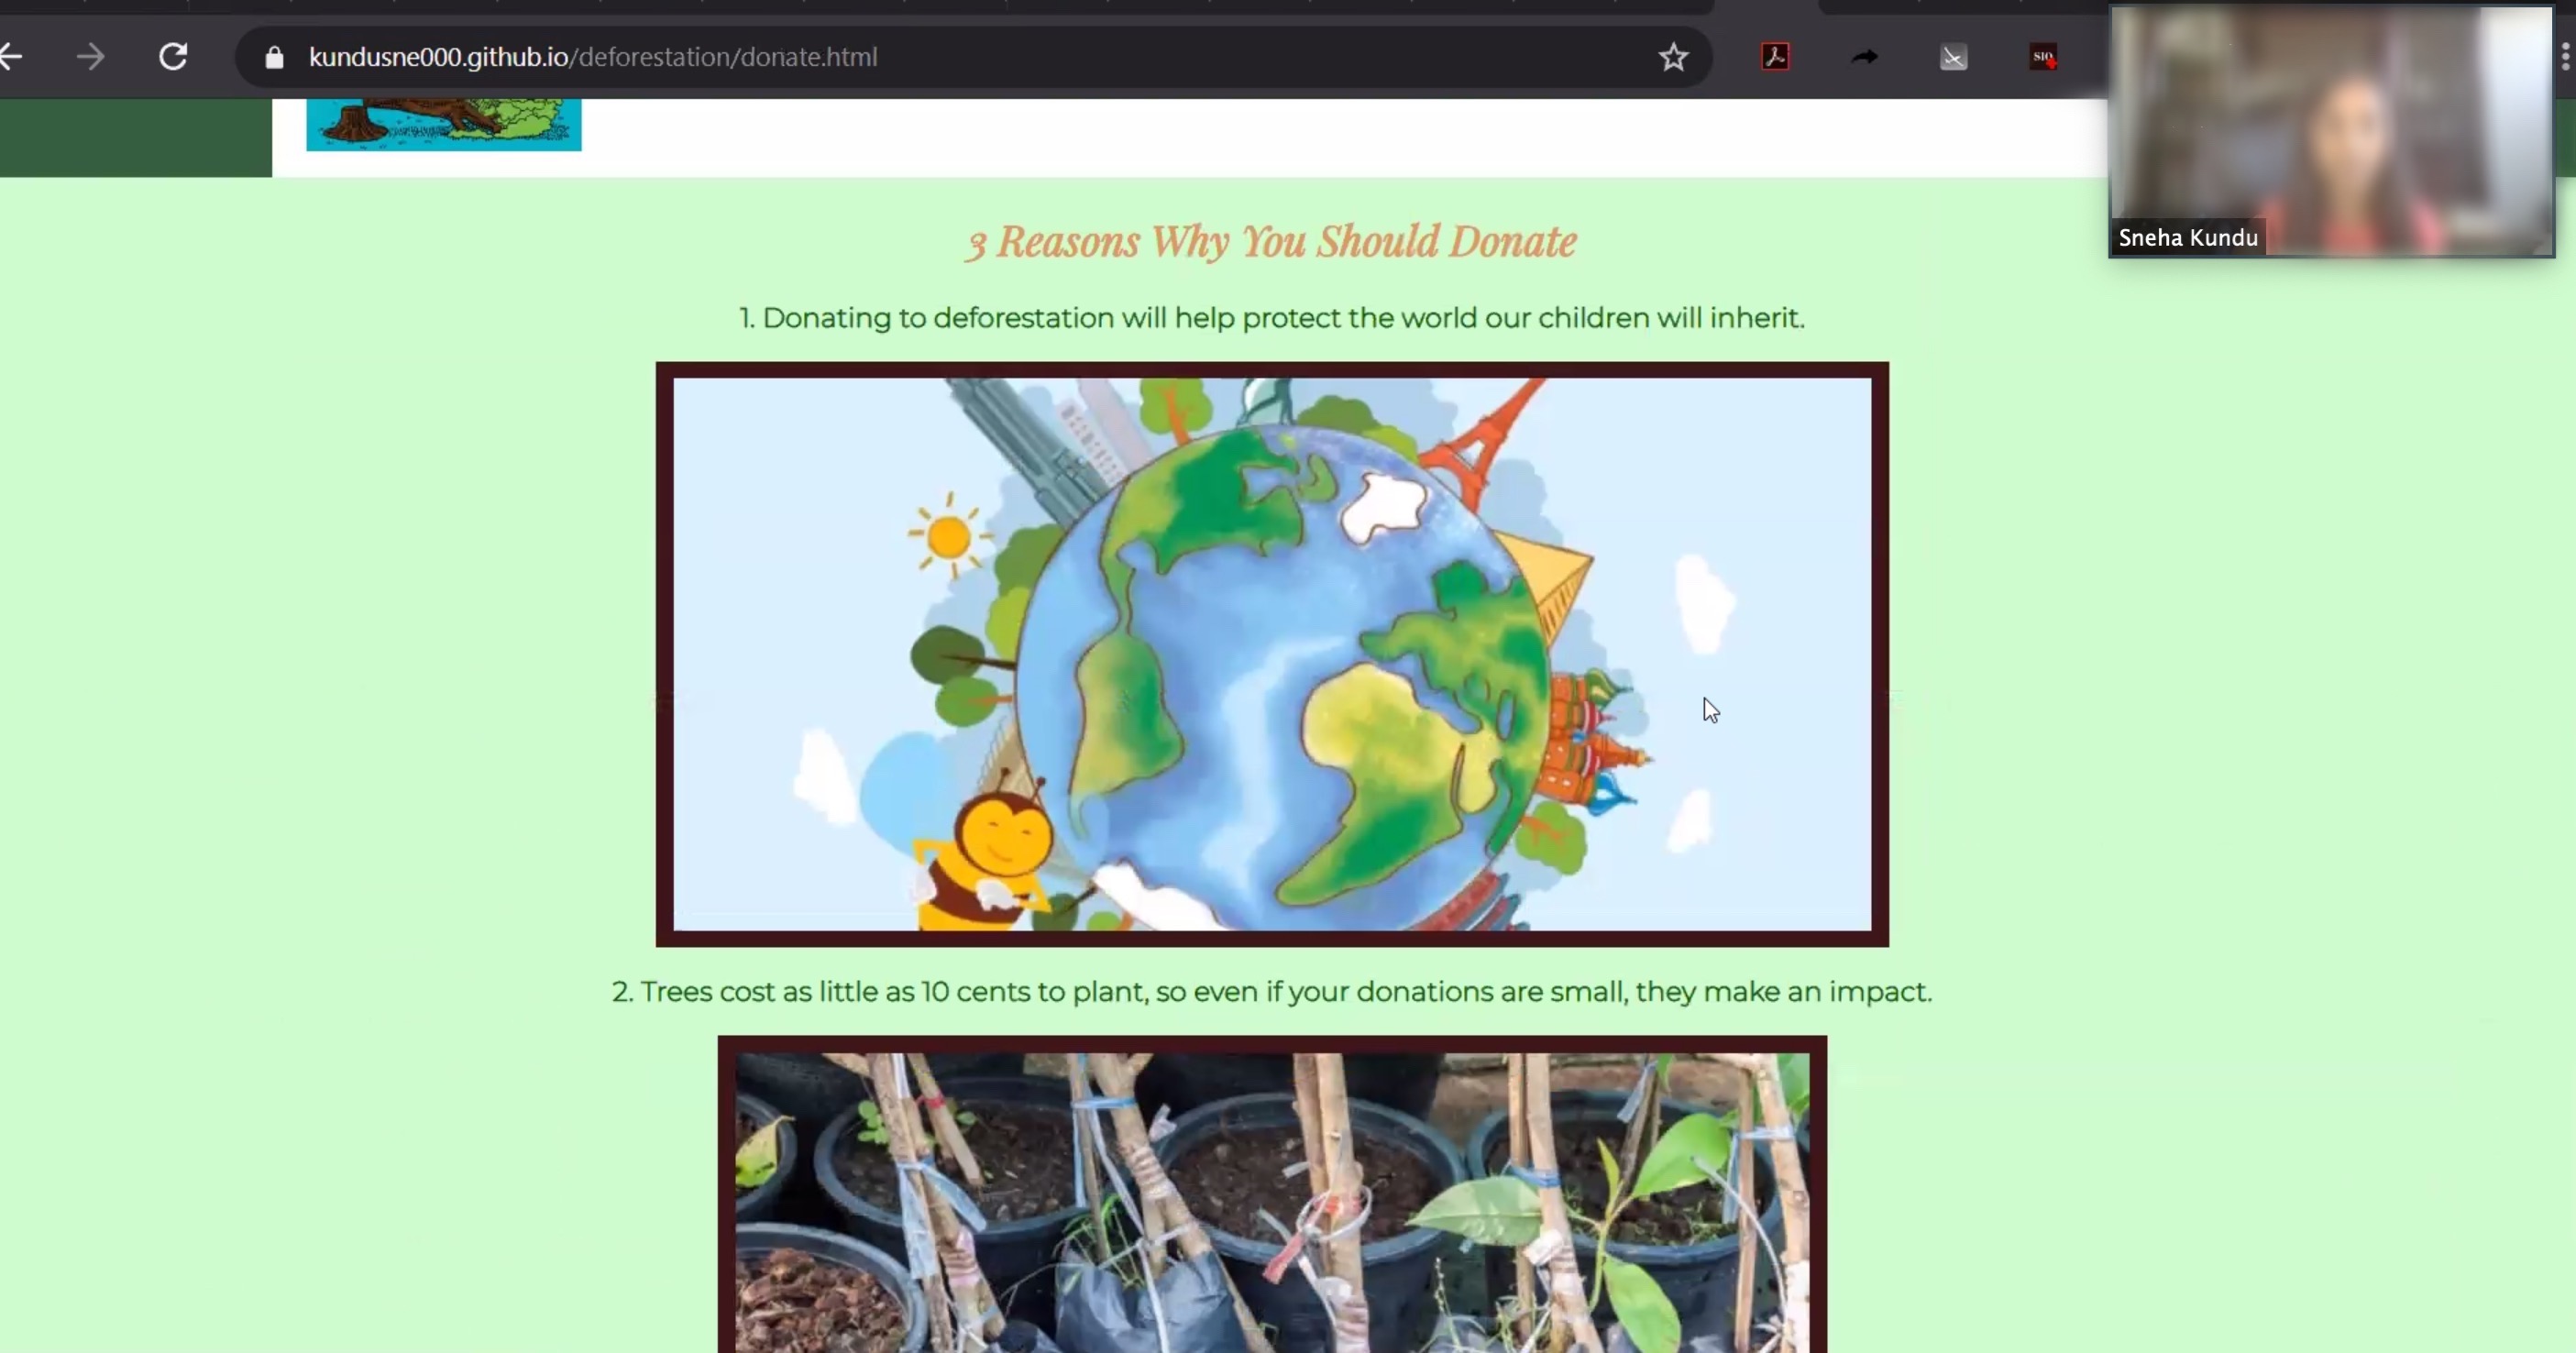 kundusne000.github.io/deforestation/donate.html
SIQ
Sneha Kundu
3 Reasons Why You Should Donate
1. Donating to deforestation will help protect the world our children will inherit.
2. Trees cost as little as 10 cents to plant, so even if your donations are small, they make an impact.